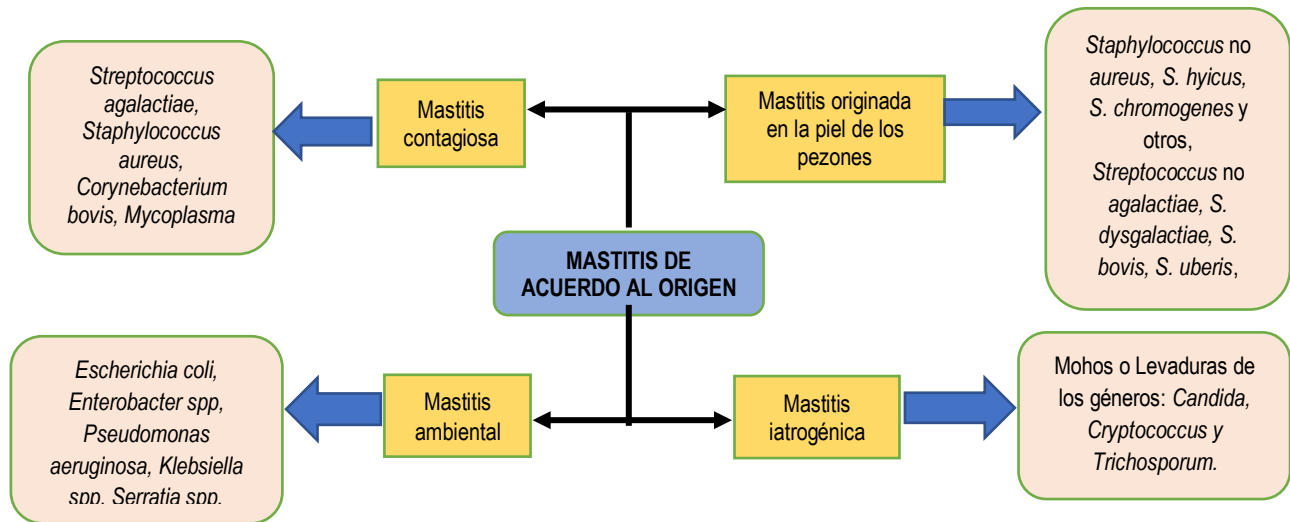 Streptococcus
agalactiae,
Staphylococcus
aureus,
Corynebacterium
bovis, Mycoplasma
Mastitis
contagiosa
Mastitis originada
en la piel de los
pezones
Staphylococcus no
aureus, S. hyicus,
S. chromogenes y
otros,
Streptococcus no
agalactiae, S.
dysgalactiae, S.
bovis, S. uberis,
MASTITIS DE
ACUERDO AL ORIGEN
Escherichia coli,
Enterobacter spp,
Pseudomonas
aeruginosa, Klebsiella
spp. Serratia spp.
Mastitis
ambiental
Mastitis
iatrogénica
Mohos o Levaduras de
los géneros: Candida,
Cryptococcus y
Trichosporum.